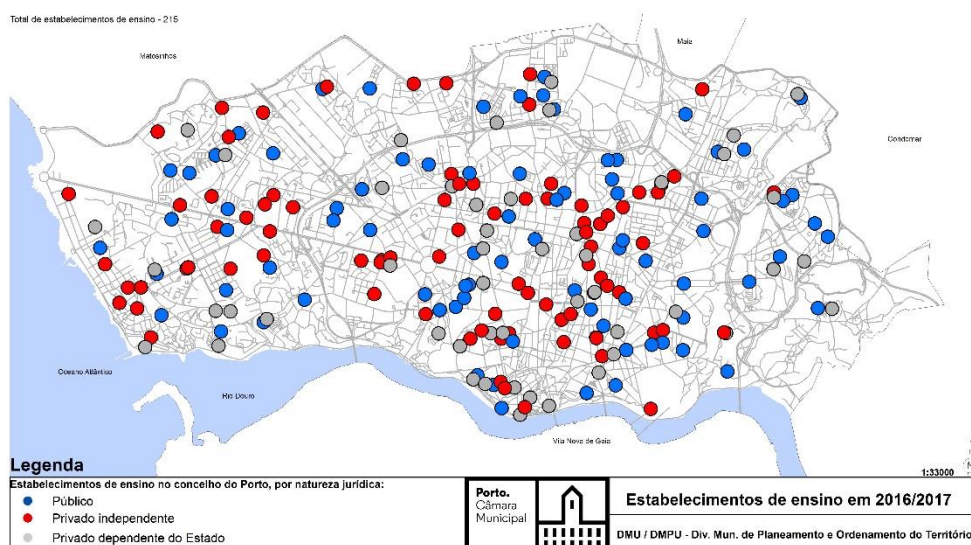 Total de estabelecimentos de ensino - 215
Maia
Matosinhos
Gondomar
Oceano Atlântico
Rio Douro
Vila Nova de Gaia
Legenda
1:33000
Estabelecimentos de ensino no concelho do Porto, por natureza jurídica:
Público
Privado independente
Privado dependente do Estado
Porto.
Câmara
Municipal
Estabelecimentos de ensino em 2016/2017
DMU / DMPU - Div. Mun. de Planeamento e Ordenamento do Território